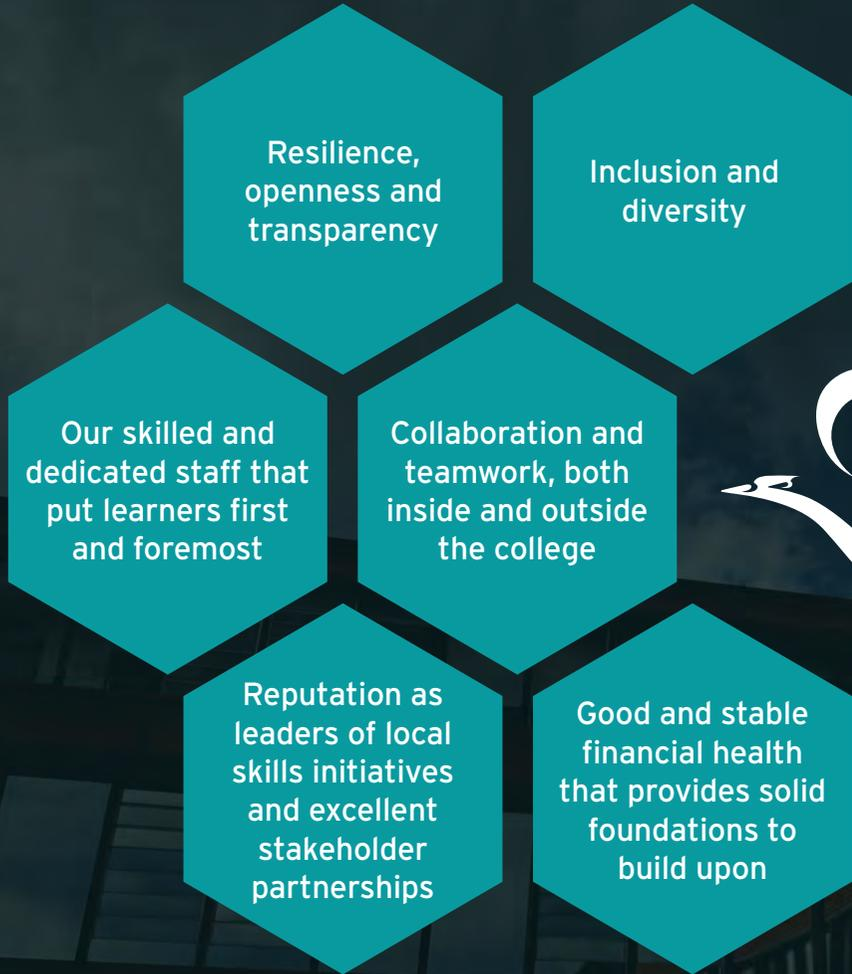 Resilience,
openness and
transparency
Inclusion and
diversity
Our skilled and
dedicated staff that
put learners first
and foremost
Collaboration and
teamwork, both
inside and outside
the college
Reputation as
leaders of local
skills initiatives
and excellent
stakeholder
partnerships
Good and stable
financial health
that provides solid
foundations to
build upon